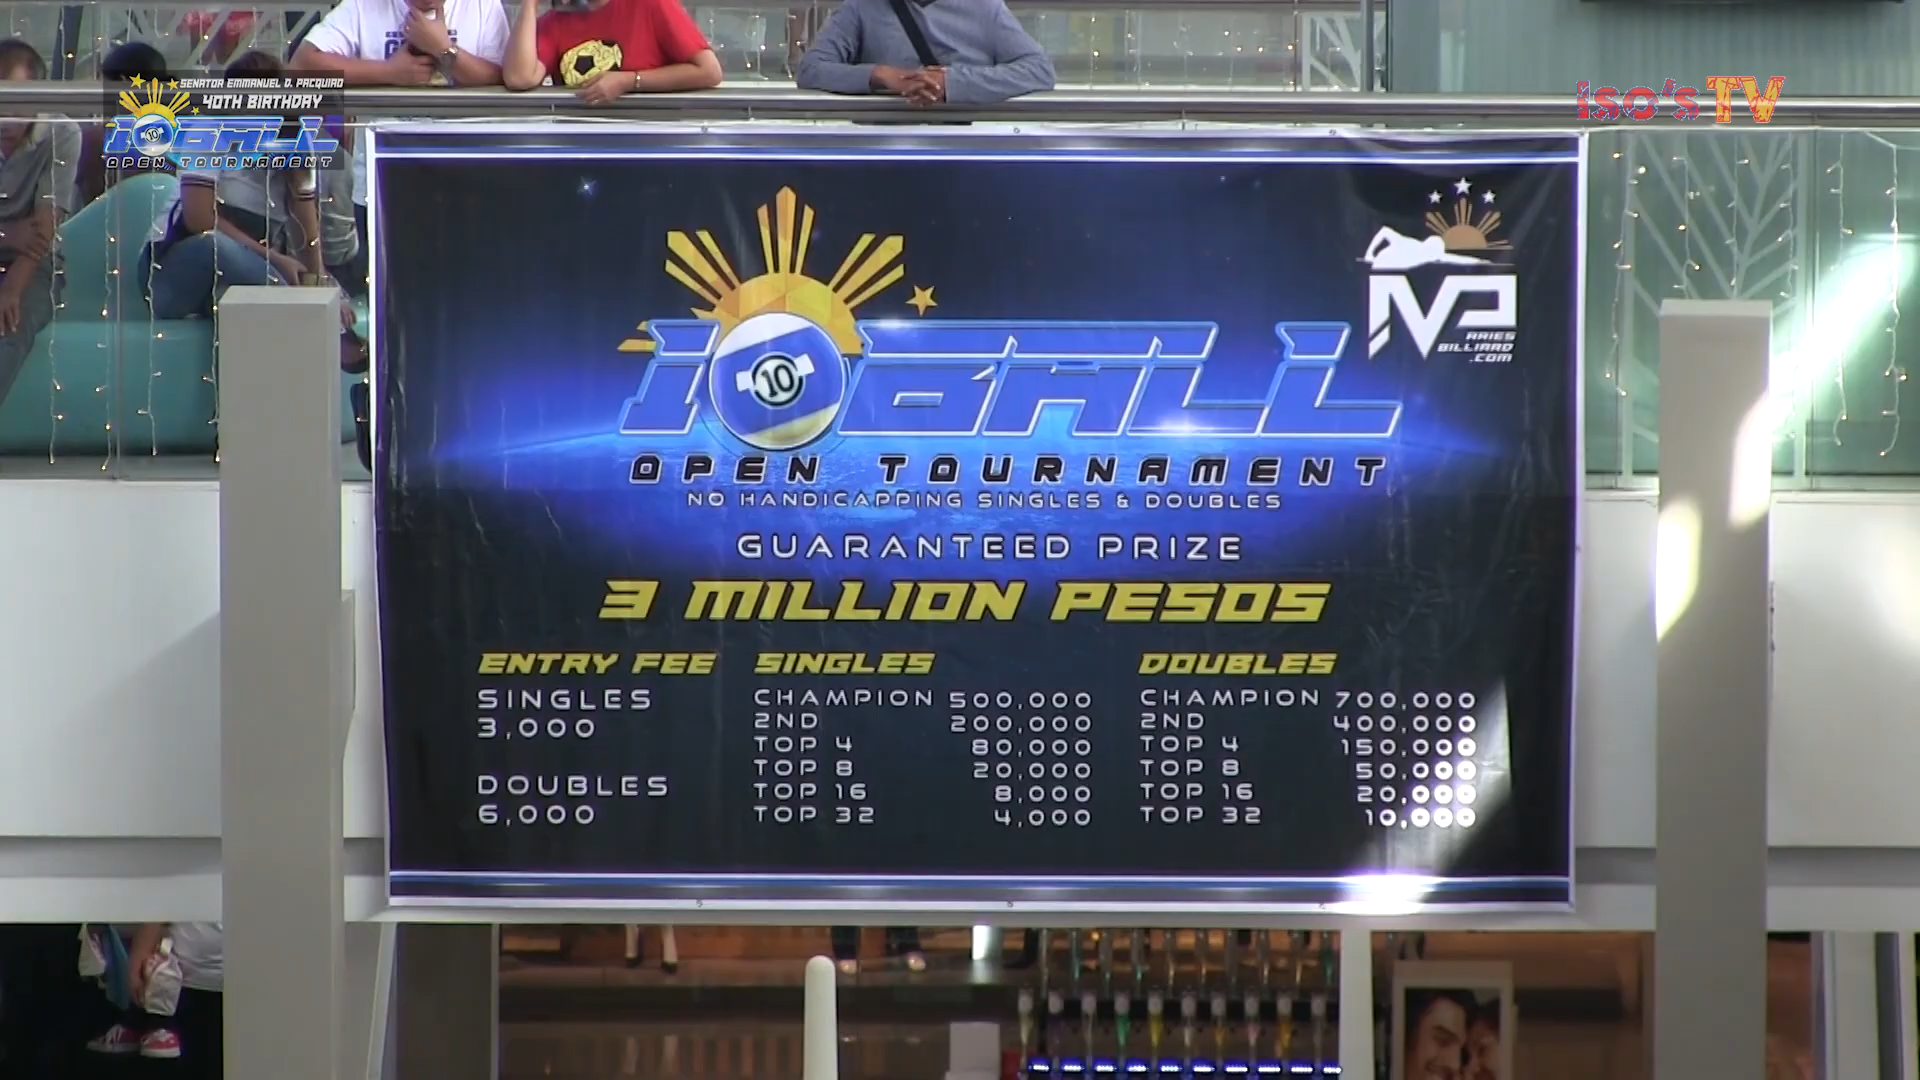 SENATOR EMMANUEL D. PACQUIAO
40TH BIRTHDAY
10BALL
OPEN TOURNAMENT
Iso's TV
MVP
ARIES
BILLIARD
.COM
10BALL
10
OPEN TOURNAMENT
NO HANDICAPPING SINGLES & DOUBLES
GUARANTEED PRIZE
3 MILLION PESOS
ENTRY FEE
SINGLES
3,000
DOUBLES
6,000
SINGLES
CHAMPION 500,000
2ND 200,000
TOP 4 80,000
TOP 8 20,000
TOP 16 8,000
TOP 32 4,000
DOUBLES
CHAMPION 700,000
2ND 400,000
TOP 4 150,000
TOP 8 50,000
TOP 16 20,000
TOP 32 10,000